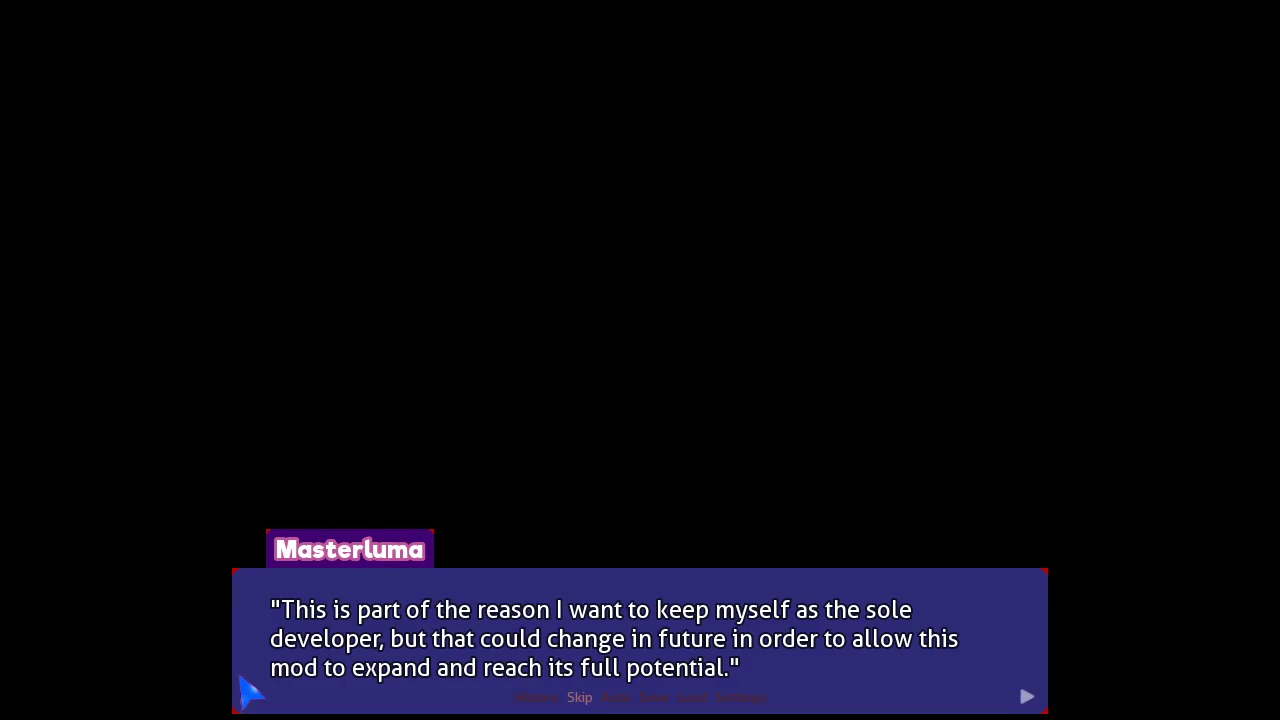 Masterluma
"This is part of the reason I want to keep myself as the sole
developer, but that could change in future in order to allow this
mod to expand and reach its full potential."
Skip